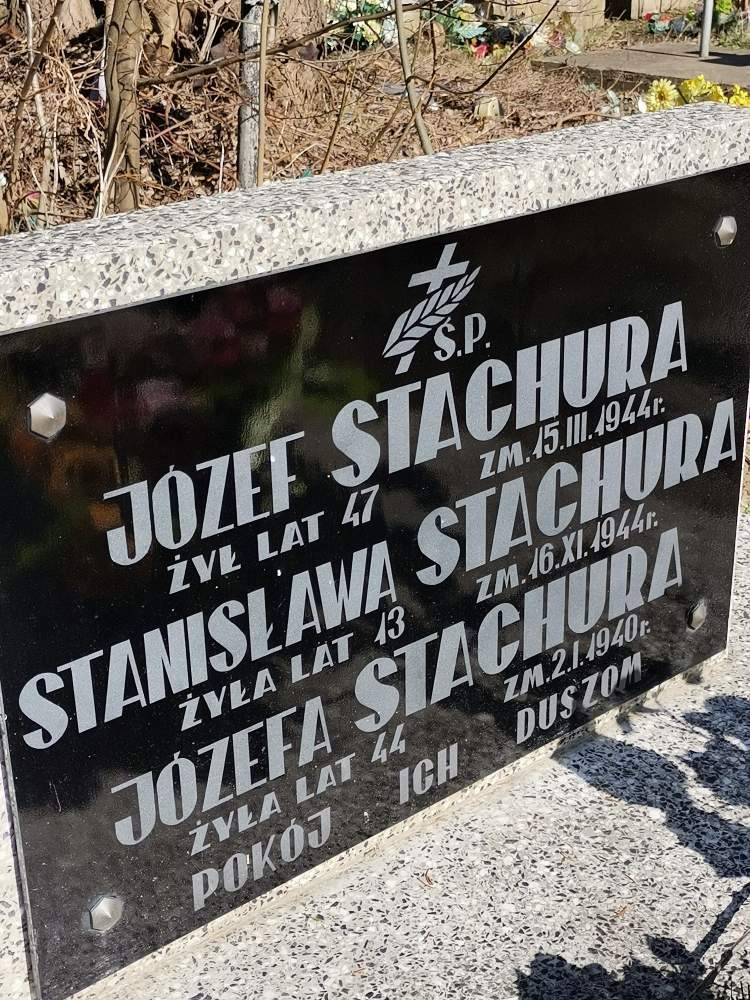 Ś.P.
JÓZEF STACHURA
ŻYŁ LAT 47 ZM. 15.III.1944r.
STANISŁAWA STACHURA
ŻYŁA LAT 13 ZM. 16.XI.1944r.
JÓZEFA STACHURA
ŻYŁA LAT 44 ZM. 2.I.1940r.
POKÓJ ICH DUSZOM